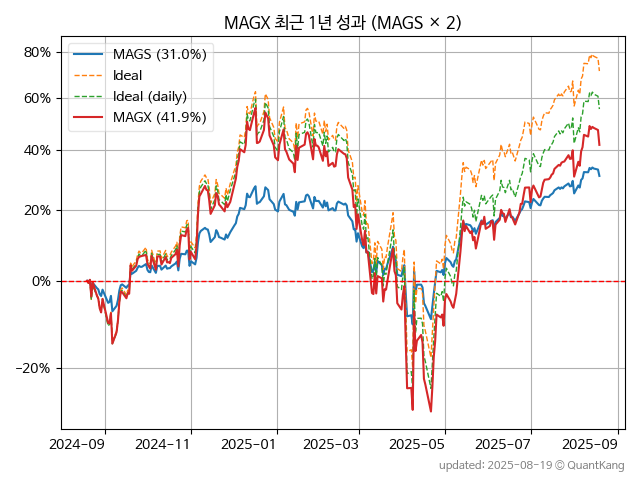 MAGX 최근 1년 성과 (MAGS × 2)
MAGS (31.0%)
Ideal
Ideal (daily)
MAGX (41.9%)
80%
60%
40%
20%
0%
−20%
2024-09 2024-11 2025-01 2025-03 2025-05 2025-07 2025-09
updated: 2025-08-19 © QuantKang